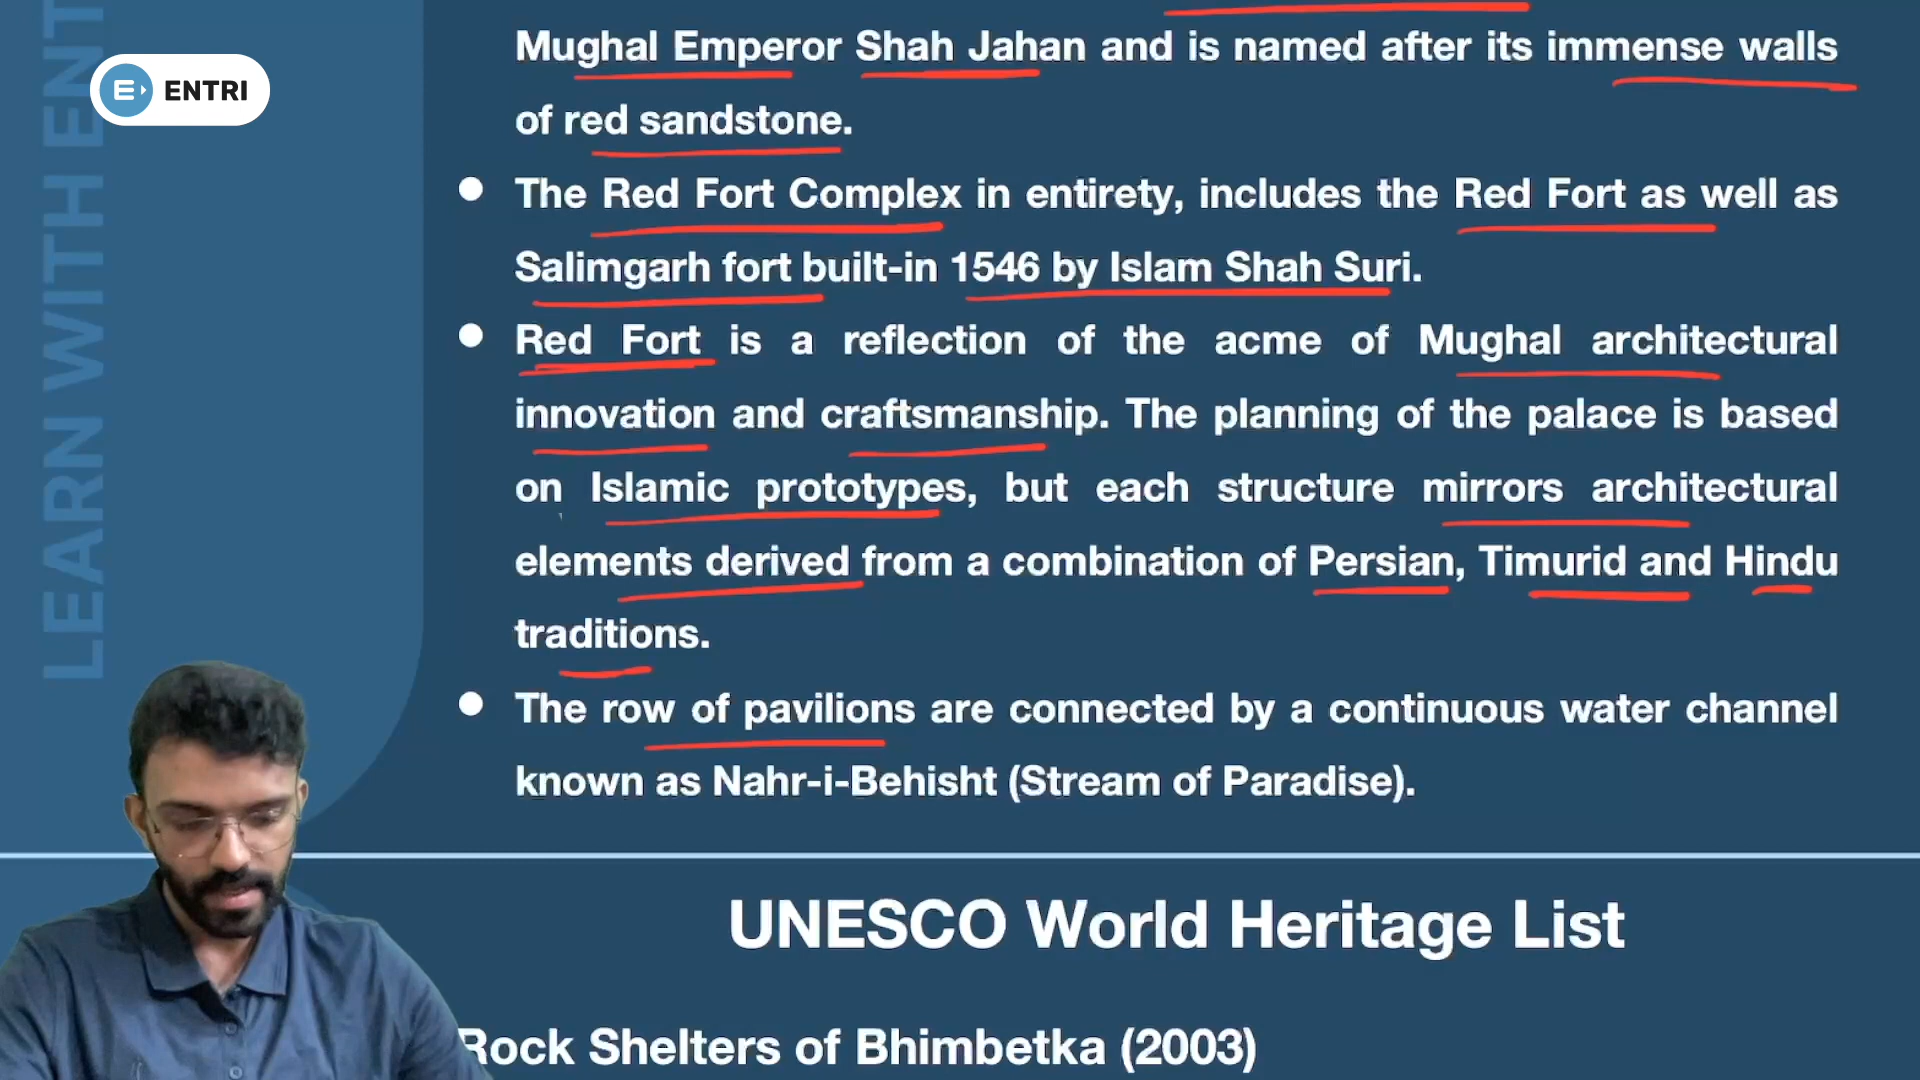 LEARN WITH ENT
ENTRI
Mughal Emperor Shah Jahan and is named after its immense walls
of red sandstone.
The Red Fort Complex in entirety, includes the Red Fort as well as
Salimgarh fort built-in 1546 by Islam Shah Suri.
Red Fort is a reflection of the acme of Mughal architectural
innovation and craftsmanship. The planning of the palace is based
on Islamic prototypes, but each structure mirrors architectural
elements derived from a combination of Persian, Timurid and Hindu
traditions.
The row of pavilions are connected by a continuous water channel
known as Nahr-i-Behisht (Stream of Paradise).
UNESCO World Heritage List
Rock Shelters of Bhimbetka (2003)